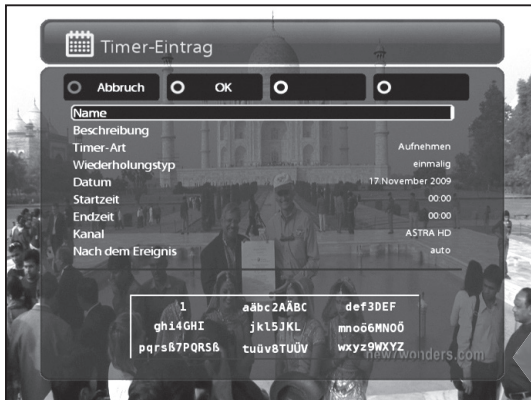 Timer-Eintrag
Abbruch OK
Name
Beschreibung
Timer-Art Aufnehmen
Wiederholungstyp einmalig
Datum 17.November 2009
Startzeit 00:00
Endzeit 00:00
Kanal ASTRA HD
Nach dem Ereignis auto
1 aäbc2AÄBC def3DEF
ghi4GHI jkl5JKL mnoö6MNOÖ
pqrsß7PQRSß tuüv8TUÜV wxyz9WXYZ
new7wonders.com